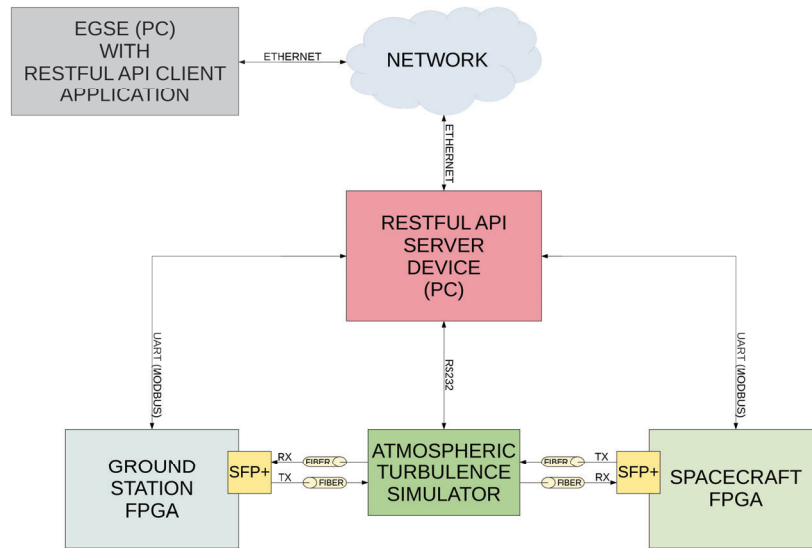 EGSE (PC)
WITH
RESTFUL API CLIENT
APPLICATION
ETHERNET
NETWORK
ETHERNET
RESTFUL API
SERVER
DEVICE
(PC)
UART (MODBUS)
RS232
UART (MODBUS)
GROUND
STATION
FPGA
SFP+
RX
FIBER
TX
FIBER
ATMOSPHERIC
TURBULENCE
SIMULATOR
FIBER
TX
FIBER
RX
SFP+
SPACECRAFT
FPGA